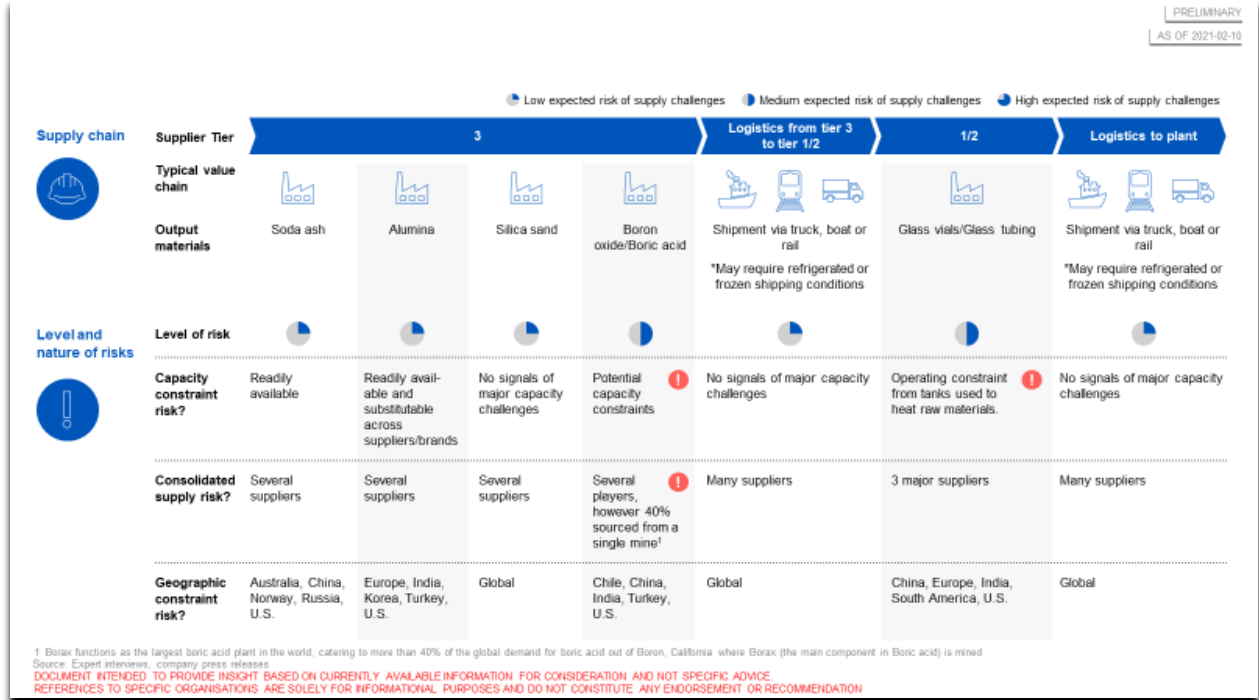 PRELIMINARY
AS OF 2021-02-10
Low expected risk of supply challenges
Medium expected risk of supply challenges
High expected risk of supply challenges
Supply chain
Supplier Tier
3
Logistics from tier 3
to tier 1/2
1/2
Logistics to plant
Typical value
chain
Output
materials
Soda ash
Alumina
Silica sand
Boron
oxide/Boric acid
Shipment via truck, boat or
rail
*May require refrigerated or
frozen shipping conditions
Glass vials/Glass tubing
Shipment via truck, boat or
rail
*May require refrigerated or
frozen shipping conditions
Level and
nature of risks
Level of risk
Capacity
constraint
risk?
Readily
available
Readily avail-
able and
substitutable
across
suppliers/brands
No signals of
major capacity
challenges
Potential
capacity
constraints
!
No signals of major capacity
challenges
Operating constraint
from tanks used to
heat raw materials.
!
No signals of major capacity
challenges
Consolidated
supply risk?
Several
suppliers
Several
suppliers
Several
suppliers
Several
players,
however 40%
sourced from a
single mine¹
!
Many suppliers
3 major suppliers
Many suppliers
Geographic
constraint
risk?
Australia, China,
Norway, Russia,
U.S.
Europe, India,
Korea, Turkey,
U.S.
Global
Chile, China,
India, Turkey,
U.S.
Global
China, Europe, India,
South America, U.S.
Global
1 Borax functions as the largest boric acid plant in the world, catering to more than 40% of the global demand for boric acid out of Boron, California where Borax (the main component in Boric acid) is mined
Source: Expert interviews, company press releases
DOCUMENT INTENDED TO PROVIDE INSIGHT BASED ON CURRENTLY AVAILABLE INFORMATION FOR CONSIDERATION AND NOT SPECIFIC ADVICE.
REFERENCES TO SPECIFIC ORGANISATIONS ARE SOLELY FOR INFORMATIONAL PURPOSES AND DO NOT CONSTITUTE ANY ENDORSEMENT OR RECOMMENDATION